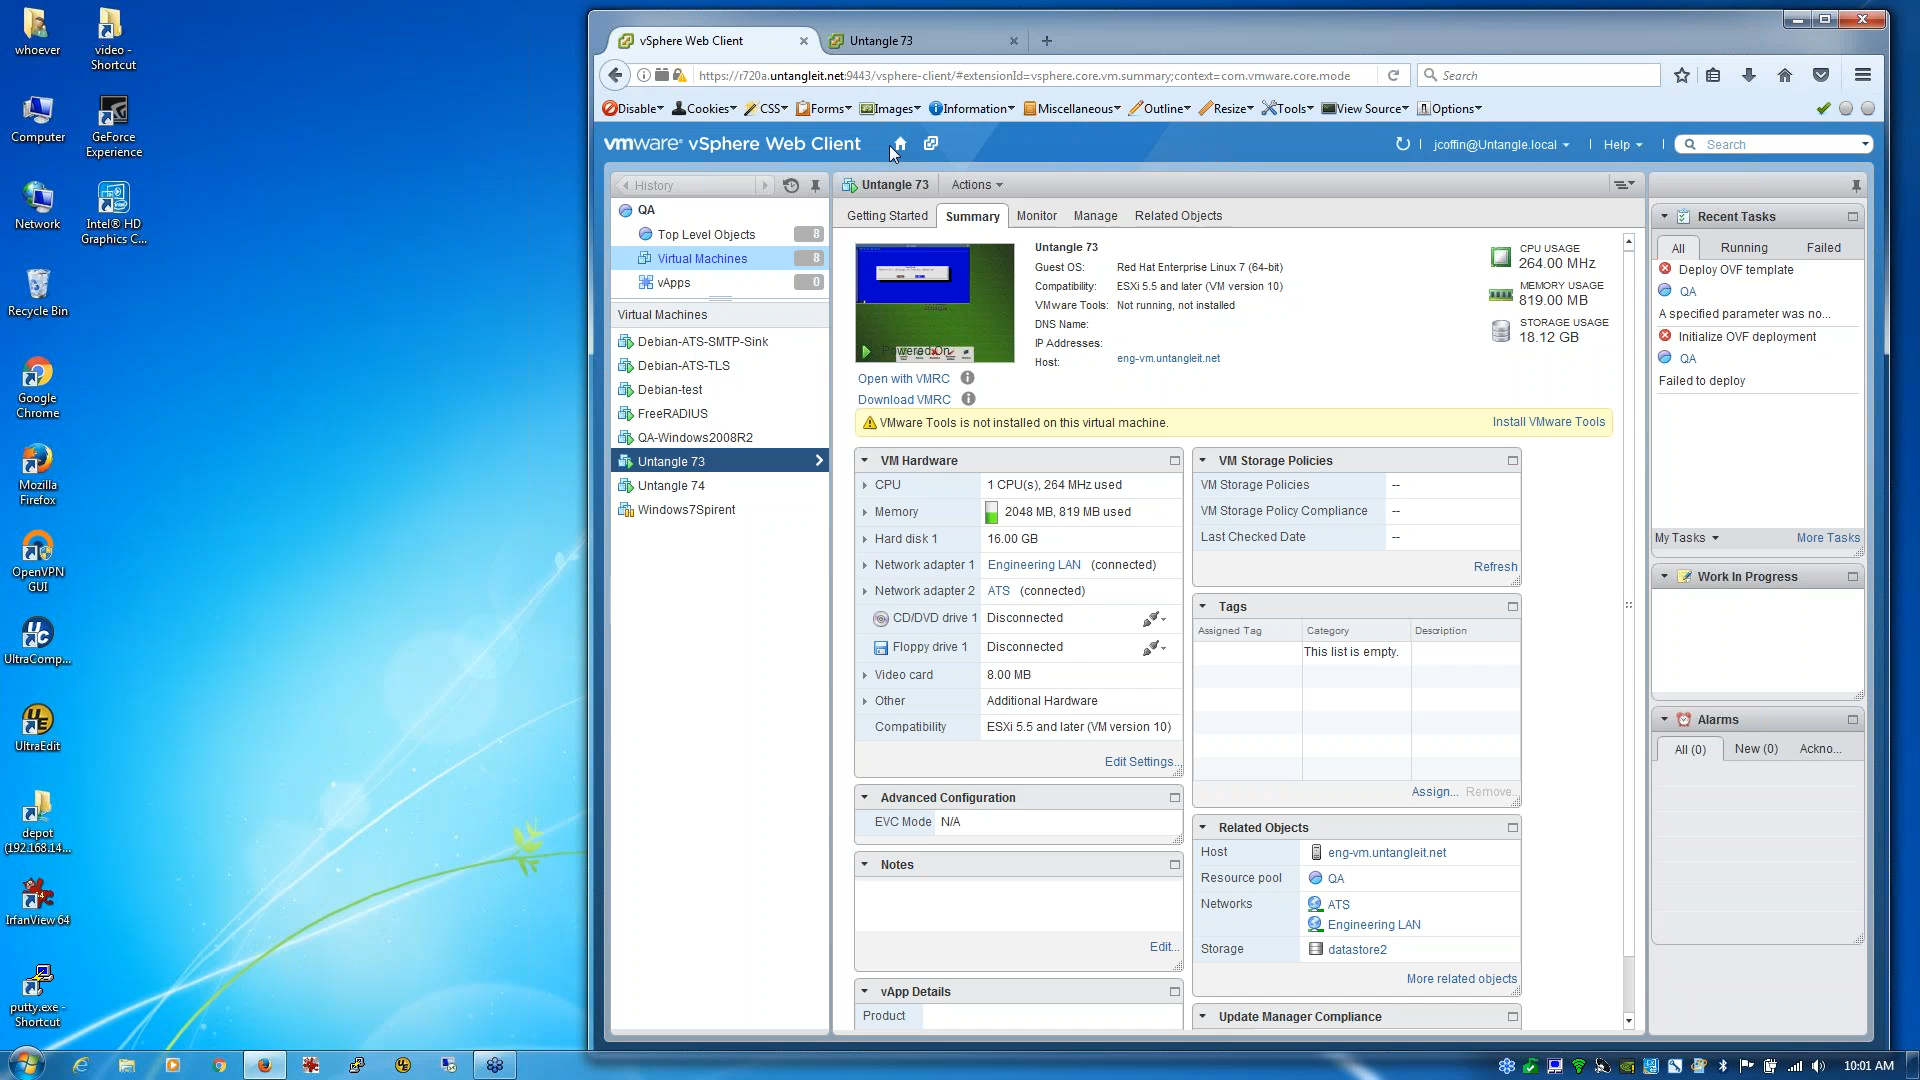 whoever
video -
Shortcut
Computer
GeForce
Experience
Network
Intel® HD
Graphics C...
Recycle Bin
Google
Chrome
Mozilla
Firefox
OpenVPN
GUI
UltraComp...
UltraEdit
depot
(192.168.14...
IrfanView 64
putty.exe -
Shortcut
vSphere Web Client
Untangle 73
https://r720a.untangleit.net:9443/vsphere-client/#extensionId=vsphere.core.vm.summary;context=com.vmware.core.mode
Search
Disable Cookies CSS Forms Images Information Miscellaneous Outline Resize Tools View Source Options
vmware® vSphere Web Client
jcoffin@Untangle.local
Help
Search
History
QA
Top Level Objects 8
Virtual Machines 8
vApps 0
Virtual Machines
Debian-ATS-SMTP-Sink
Debian-ATS-TLS
Debian-test
FreeRADIUS
QA-Windows2008R2
Untangle 73
Untangle 74
Windows7Spirent
Untangle 73 Actions
Getting Started Summary Monitor Manage Related Objects
Powered On
Open with VMRC
Download VMRC
Untangle 73
Guest OS: Red Hat Enterprise Linux 7 (64-bit)
Compatibility: ESXi 5.5 and later (VM version 10)
VMware Tools: Not running, not installed
DNS Name:
IP Addresses:
Host: eng-vm.untangleit.net
CPU USAGE
264.00 MHz
MEMORY USAGE
819.00 MB
STORAGE USAGE
18.12 GB
VMware Tools is not installed on this virtual machine. Install VMware Tools
VM Hardware
CPU 1 CPU(s), 264 MHz used
Memory 2048 MB, 819 MB used
Hard disk 1 16.00 GB
Network adapter 1 Engineering LAN (connected)
Network adapter 2 ATS (connected)
CD/DVD drive 1 Disconnected
Floppy drive 1 Disconnected
Video card 8.00 MB
Other Additional Hardware
Compatibility ESXi 5.5 and later (VM version 10)
Edit Settings...
Advanced Configuration
EVC Mode N/A
Notes
Edit...
vApp Details
Product
VM Storage Policies
VM Storage Policies --
VM Storage Policy Compliance --
Last Checked Date --
Refresh
Tags
Assigned Tag Category Description
This list is empty.
Assign... Remove...
Related Objects
Host eng-vm.untangleit.net
Resource pool QA
Networks ATS
Engineering LAN
Storage datastore2
More related objects
Update Manager Compliance
Recent Tasks
All Running Failed
Deploy OVF template
QA
A specified parameter was no...
Initialize OVF deployment
QA
Failed to deploy
My Tasks More Tasks
Work In Progress
Alarms
All (0) New (0) Ackno...
10:01 AM